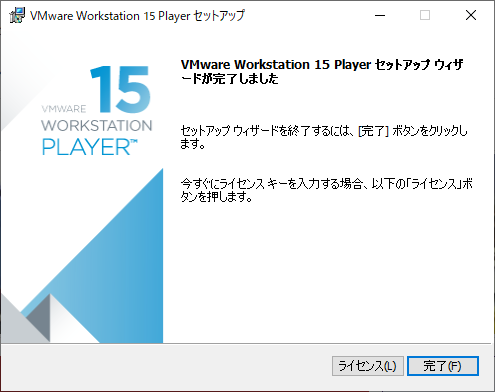 VMware Workstation 15 Player セットアップ
15
VMWARE
WORKSTATION
PLAYER™
VMware Workstation 15 Player セットアップ ウィザ
ードが完了しました
セットアップ ウィザードを終了するには、[完了] ボタンをクリックし
ます。
今すぐにライセンス キーを入力する場合、以下の「ライセンス」ボ
タンを押します。
ライセンス(L)
完了(F)